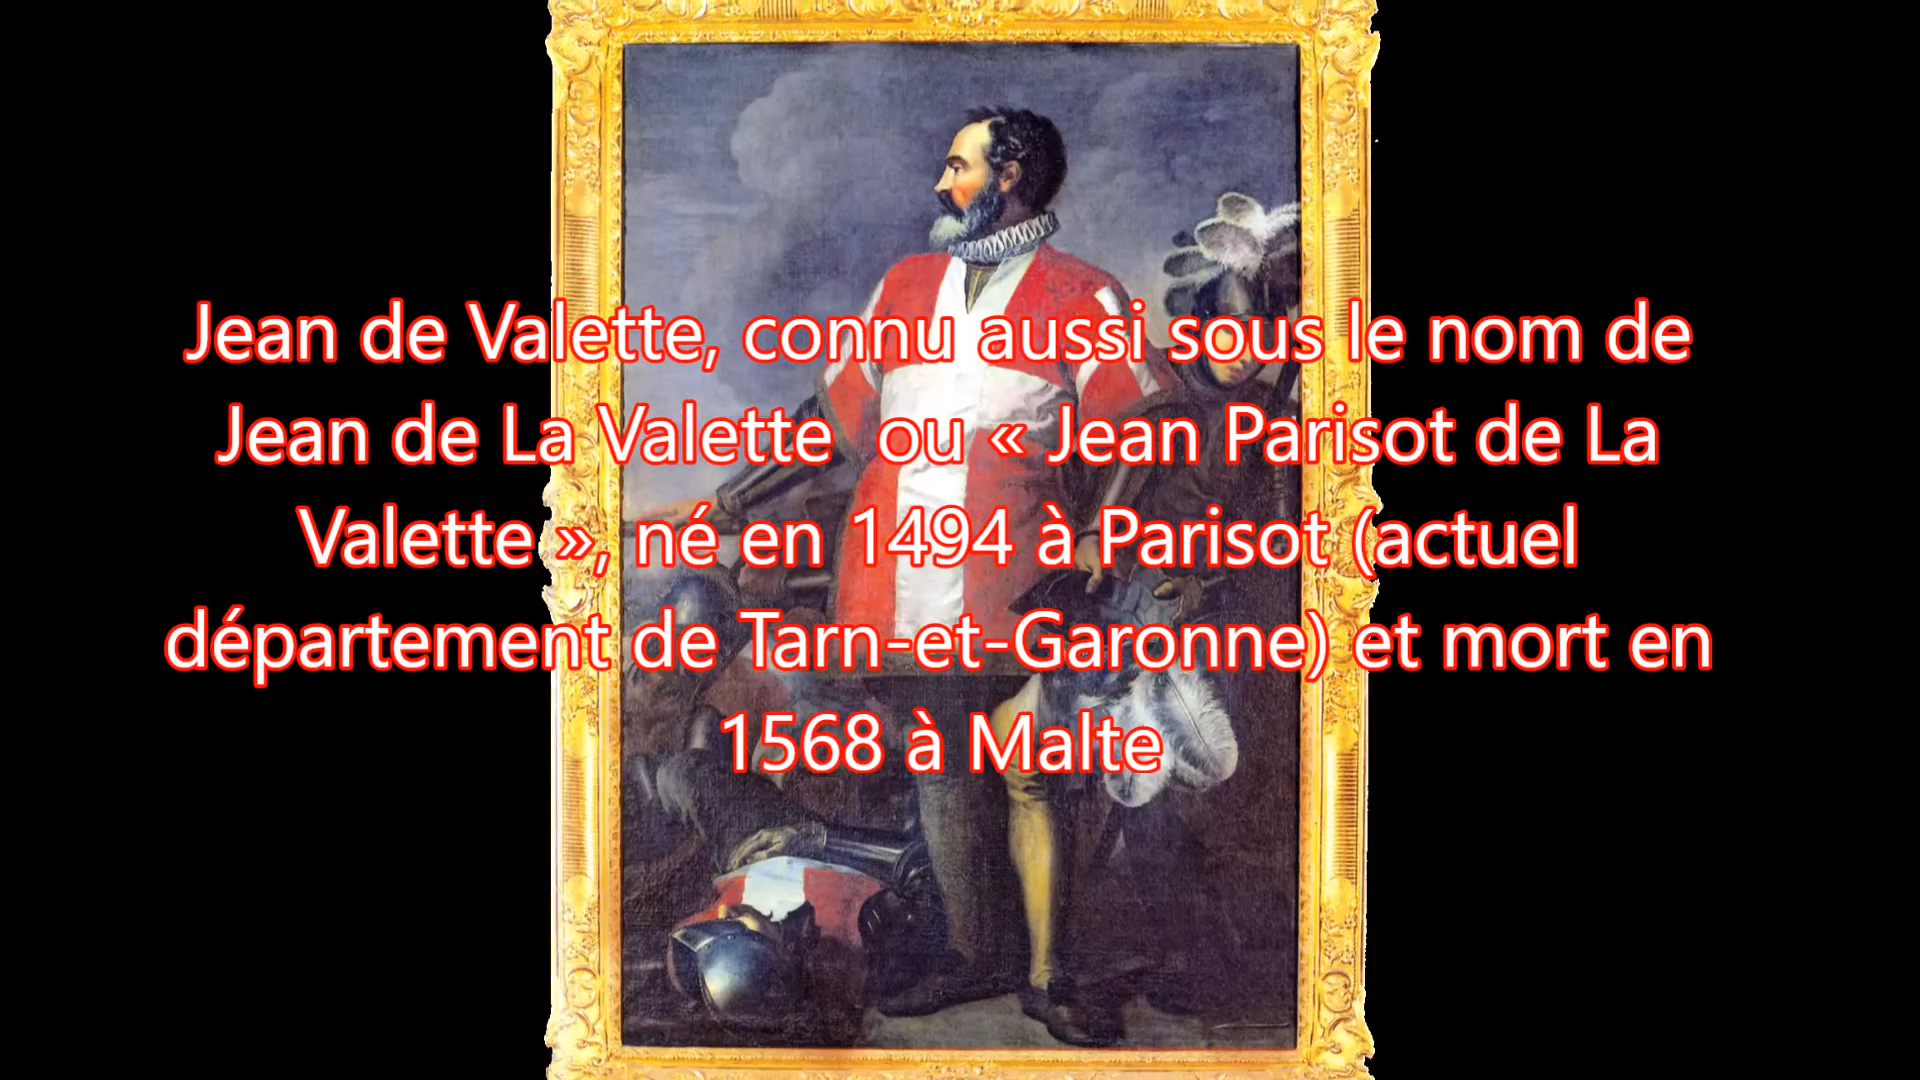 Jean de Valette, connu aussi sous le nom de
Jean de La Valette  ou « Jean Parisot de La
Valette », né en 1494 à Parisot (actuel
département de Tarn-et-Garonne) et mort en
1568 à Malte